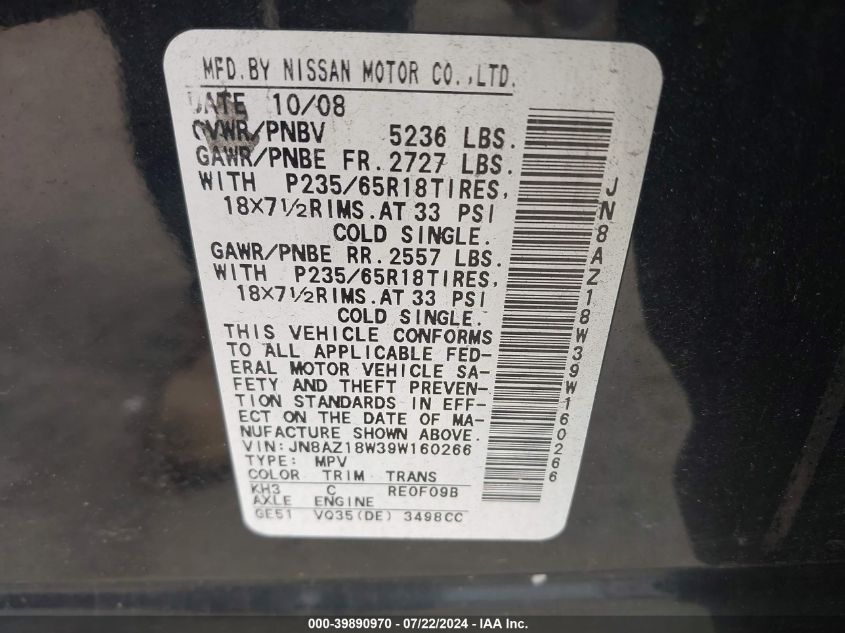 MFD.BY NISSAN MOTOR CO.,LTD.
DATE 10/08
GVWR/PNBV 5236 LBS.
GAWR/PNBE FR.2727 LBS.
WITH P235/65R18TIRES,
18X7½RIMS.AT 33 PSI
COLD SINGLE.
GAWR/PNBE RR.2557 LBS.
WITH P235/65R18TIRES,
18X7½RIMS.AT 33 PSI
COLD SINGLE.
THIS VEHICLE CONFORMS
TO ALL APPLICABLE FED-
ERAL MOTOR VEHICLE SA-
FETY AND THEFT PREVEN-
TION STANDARDS IN EFF-
ECT ON THE DATE OF MA-
NUFACTURE SHOWN ABOVE.
VIN:JN8AZ18W39W160266
TYPE: MPV
COLOR TRIM TRANS
KH3 C RE0F09B
AXLE ENGINE
GE51 VQ35(DE) 3498CC
JN8AZ18W39W160266
000-39890970 / 07/22/2024 - IAA Inc.